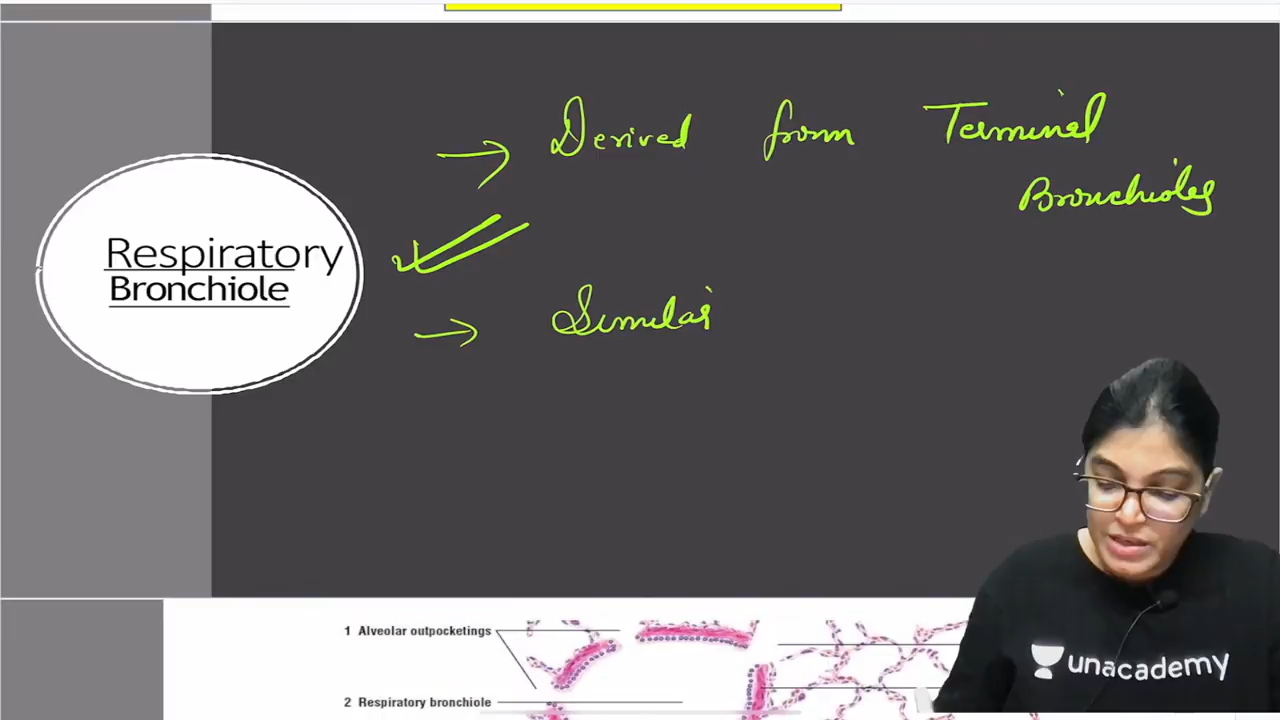 → Derived from Terminal
Bronchioles
Respiratory
Bronchiole
→ Similar
1 Alveolar outpocketings
2 Respiratory bronchiole
unacademy